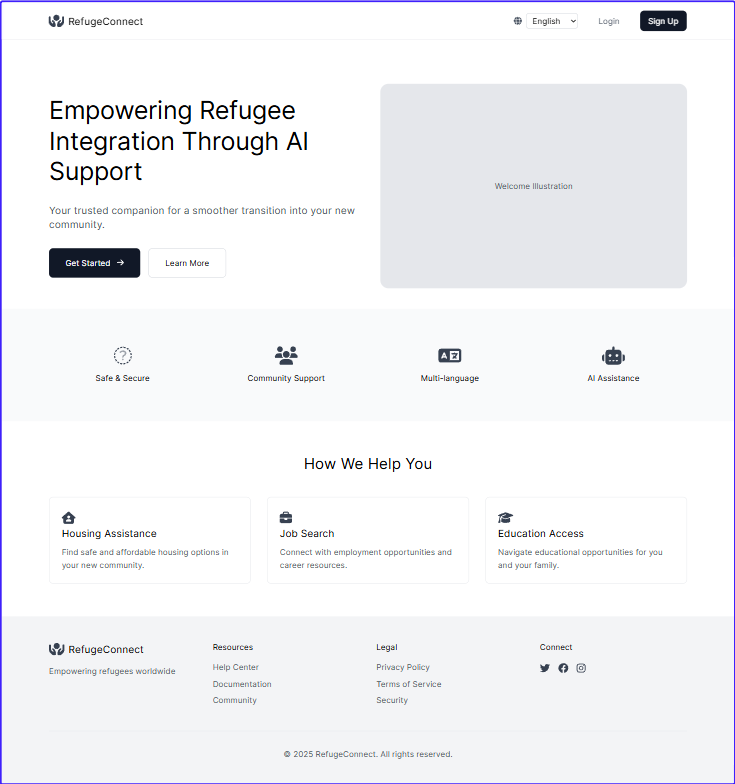 RefugeConnect
English
Login
Sign Up
Empowering Refugee
Integration Through AI
Support
Your trusted companion for a smoother transition into your new
community.
Get Started
Learn More
Welcome Illustration
Safe & Secure
Community Support
Multi-language
AI Assistance
How We Help You
Housing Assistance
Find safe and affordable housing options in
your new community.
Job Search
Connect with employment opportunities and
career resources.
Education Access
Navigate educational opportunities for you
and your family.
RefugeConnect
Empowering refugees worldwide
Resources
Help Center
Documentation
Community
Legal
Privacy Policy
Terms of Service
Security
Connect
© 2025 RefugeConnect. All rights reserved.